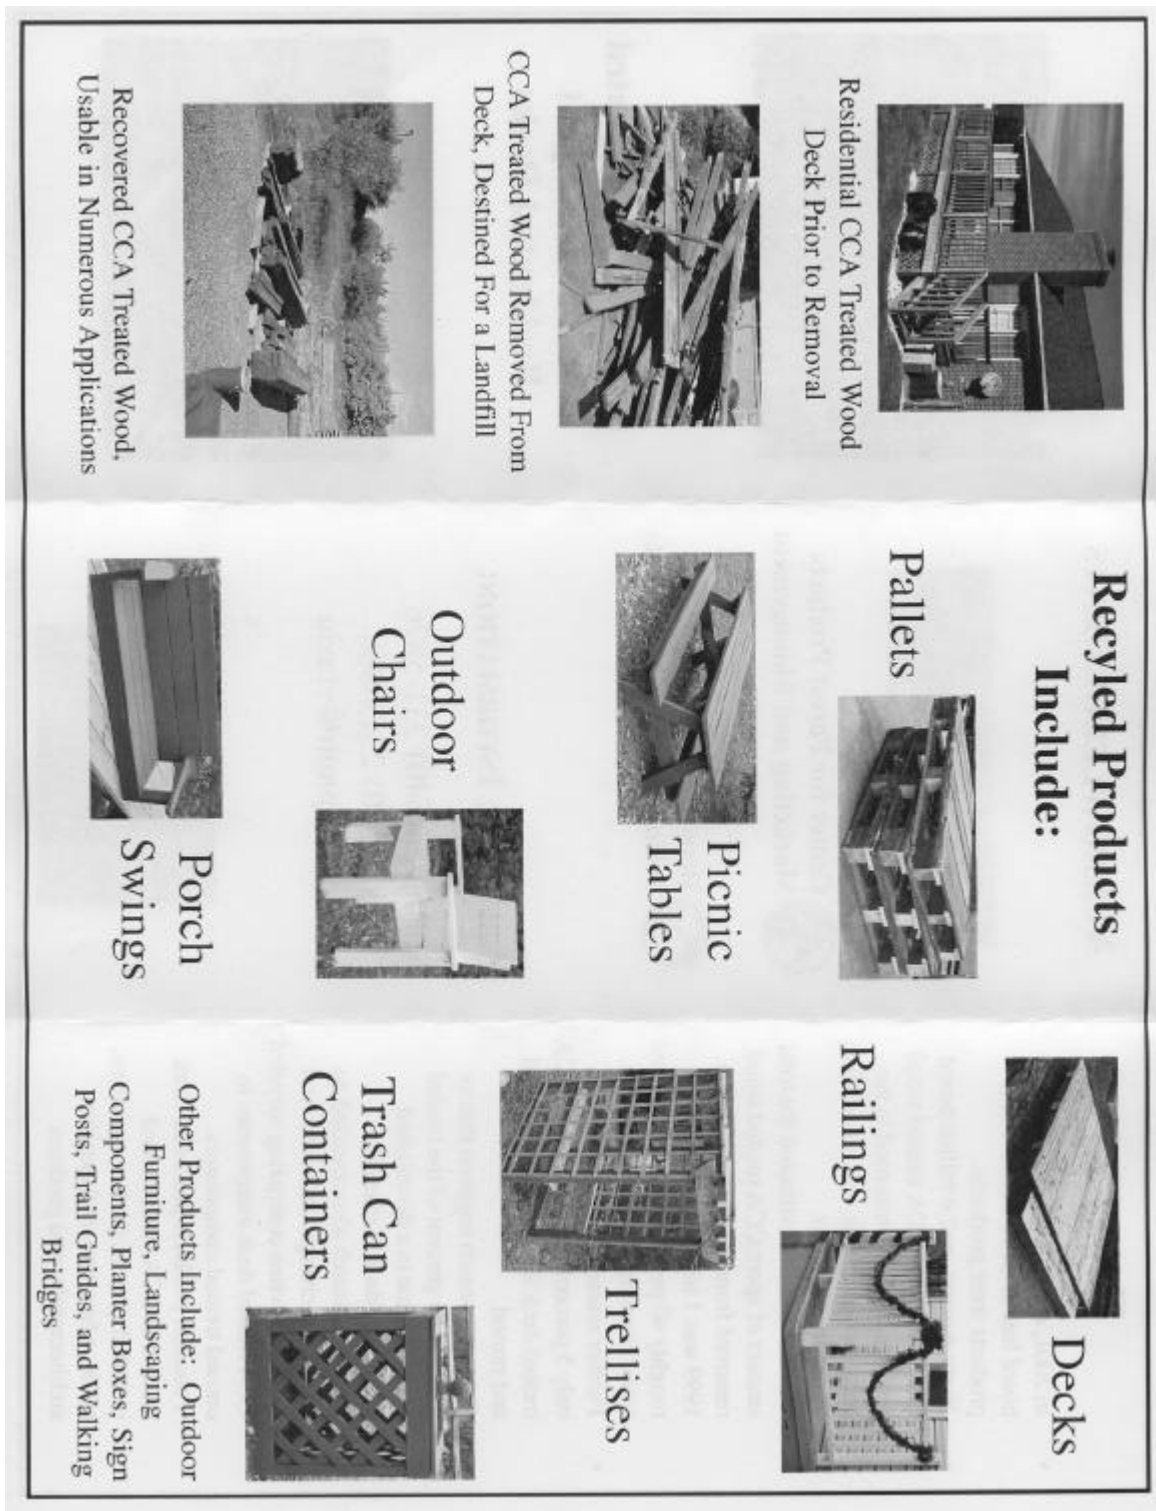 Residential CCA Treated Wood
Deck Prior to Removal
CCA Treated Wood Removed From
Deck, Destined For a Landfill
Recovered CCA Treated Wood,
Usable in Numerous Applications
Recyled Products
Include:
Pallets
Picnic
Tables
Outdoor
Chairs
Porch
Swings
Decks
Railings
Trellises
Trash Can
Containers
Other Products Include: Outdoor
Furniture, Landscaping
Components, Planter Boxes, Sign
Posts, Trail Guides, and Walking
Bridges